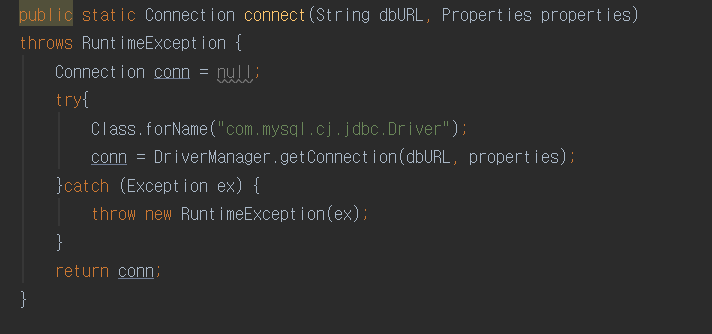 public static Connection connect(String dbURL, Properties properties)
throws RuntimeException {
    Connection conn = null;
    try{
        Class.forName("com.mysql.cj.jdbc.Driver");
        conn = DriverManager.getConnection(dbURL, properties);
    }catch (Exception ex) {
        throw new RuntimeException(ex);
    }
    return conn;
}